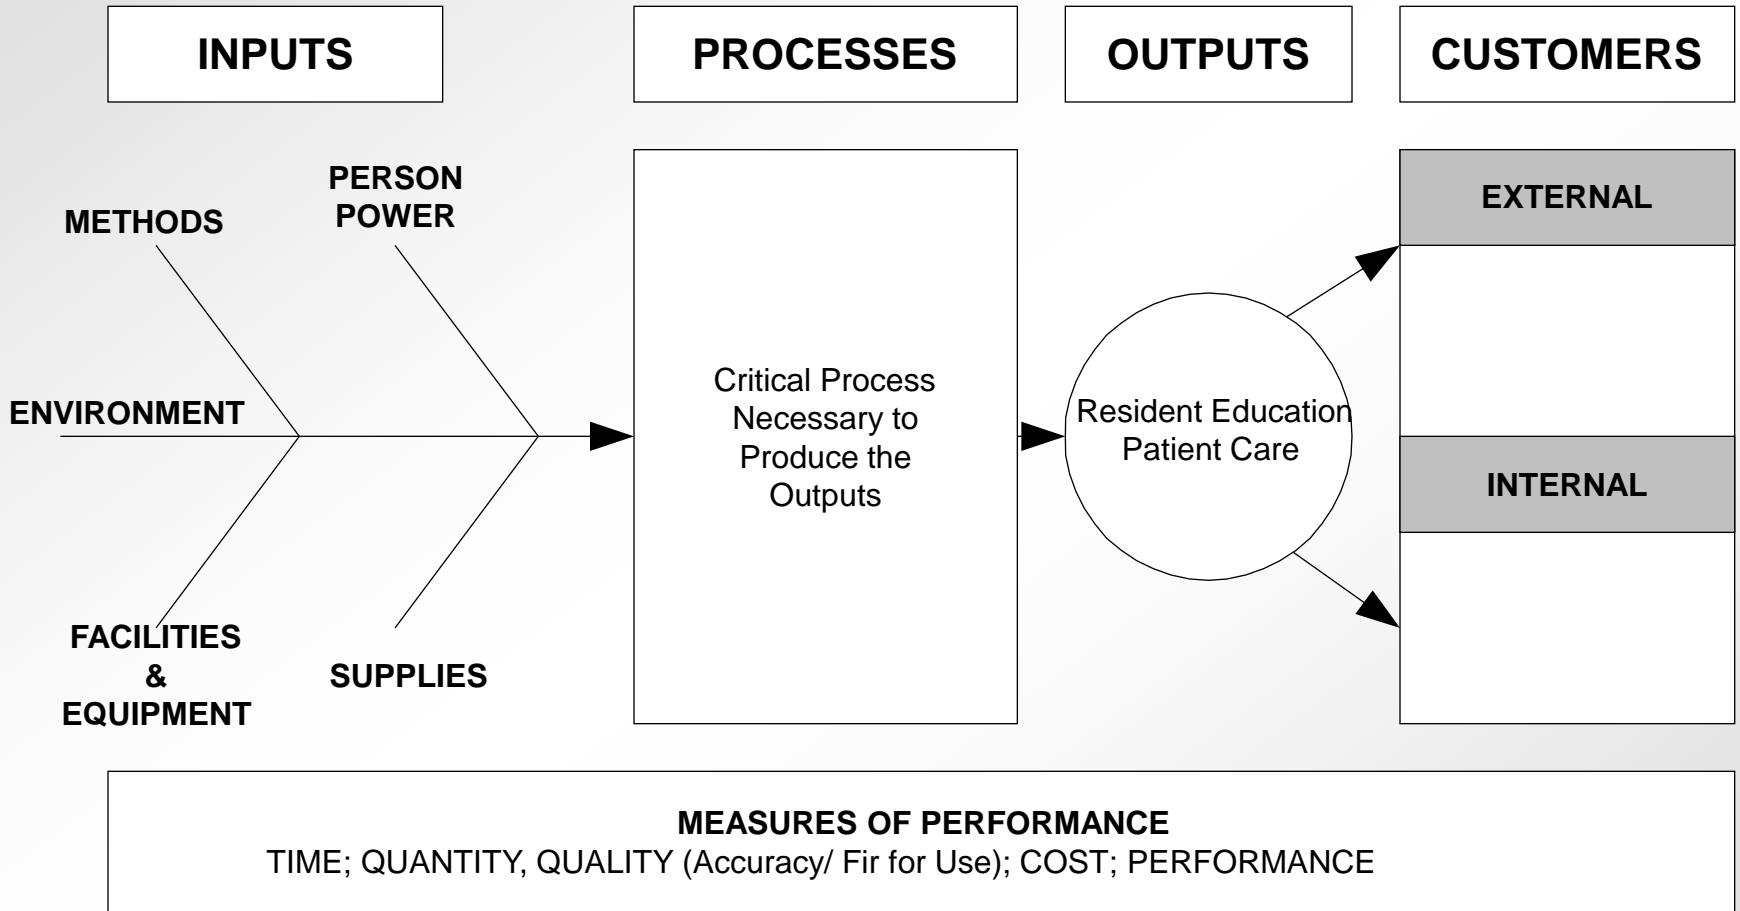 INPUTS
PROCESSES
OUTPUTS
CUSTOMERS
METHODS
PERSON
POWER
ENVIRONMENT
FACILITIES
&
EQUIPMENT
SUPPLIES
Critical Process
Necessary to
Produce the
Outputs
Resident Education
Patient Care
EXTERNAL
INTERNAL
MEASURES OF PERFORMANCE
TIME; QUANTITY, QUALITY (Accuracy/ Fir for Use); COST; PERFORMANCE